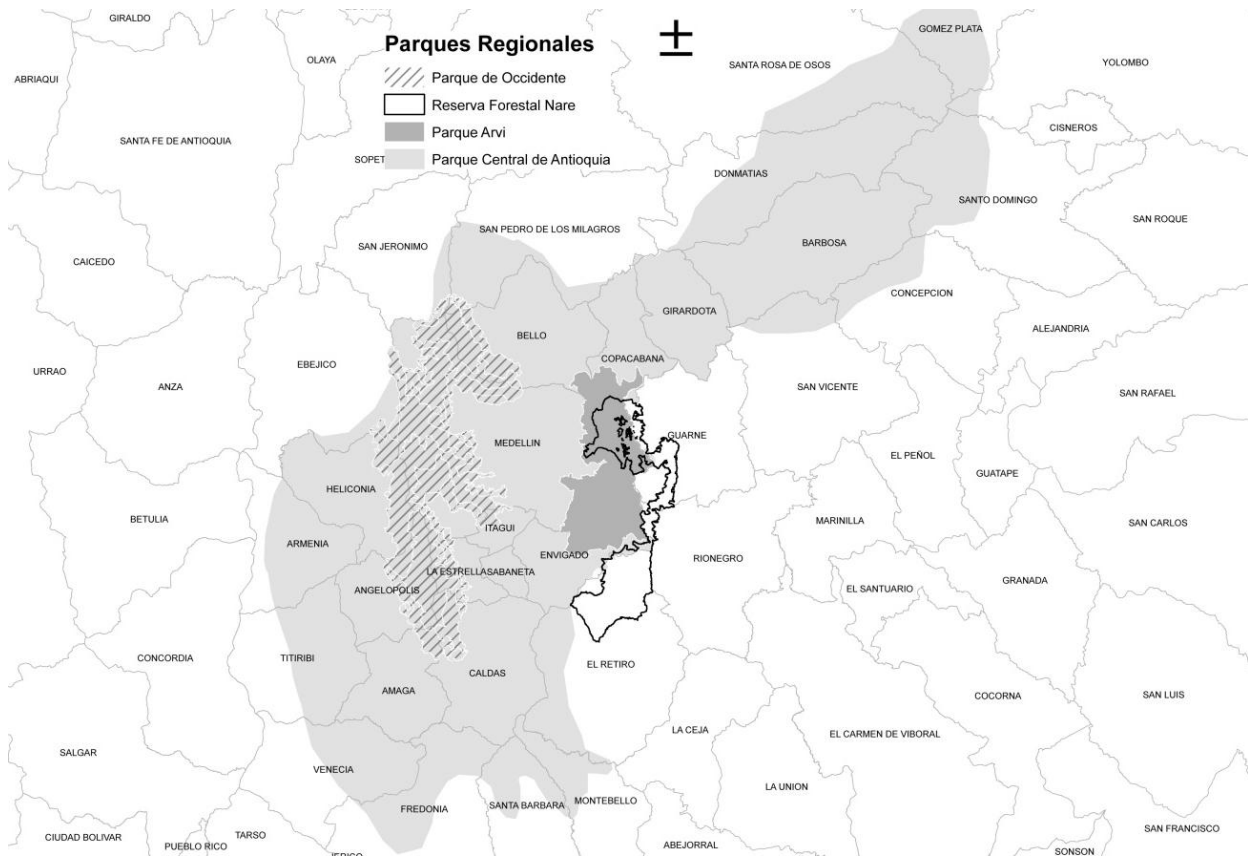 GIRALDO
GOMEZ PLATA
Parques Regionales
ABRIAQUI
OLAYA
SANTA ROSA DE OSOS
YOLOMBO
Parque de Occidente
Reserva Forestal Nare
CISNEROS
Parque Arvi
SANTA FE DE ANTIOQUIA
SOPET
Parque Central de Antioquia
DONMATIAS
SANTO DOMINGO
SAN ROQUE
SAN PEDRO DE LOS MILAGROS
SAN JERONIMO
BARBOSA
CAICEDO
CONCEPCION
GIRARDOTA
ALEJANDRIA
BELLO
COPACABANA
EBEJICO
URRAO
ANZA
SAN VICENTE
SAN RAFAEL
MEDELLIN
GUARNE
EL PEÑOL
GUATAPE
HELICONIA
BETULIA
MARINILLA
SAN CARLOS
ITAGUI
ARMENIA
ENVIGADO
RIONEGRO
LA ESTRELLA
SABANETA
GRANADA
ANGELOPOLIS
EL SANTUARIO
CONCORDIA
TITIRIBI
EL RETIRO
CALDAS
AMAGA
COCORNA
SAN LUIS
LA CEJA
EL CARMEN DE VIBORAL
SALGAR
VENECIA
LA UNION
FREDONIA
SANTA BARBARA
MONTEBELLO
CIUDAD BOLIVAR
TARSO
PUEBLO RICO
ABEJORRAL
SONSON
SAN FRANCISCO